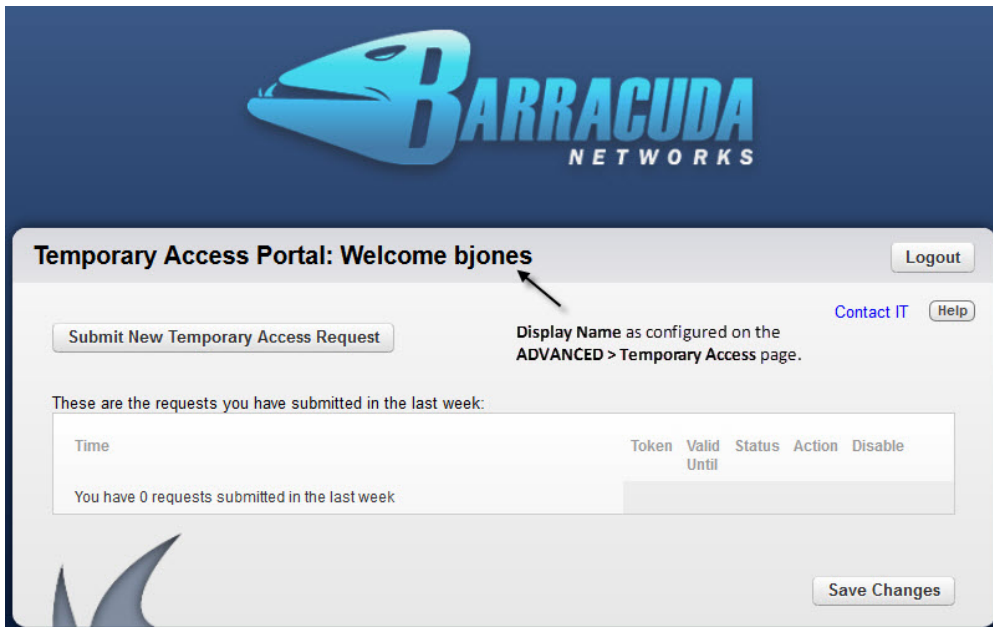 BARRACUDA
NETWORKS
Temporary Access Portal: Welcome bjones
Logout
Contact IT
Help
Submit New Temporary Access Request
Display Name as configured on the
ADVANCED > Temporary Access page.
These are the requests you have submitted in the last week:
Time Token Valid Status Action Disable
Until
You have 0 requests submitted in the last week
Save Changes